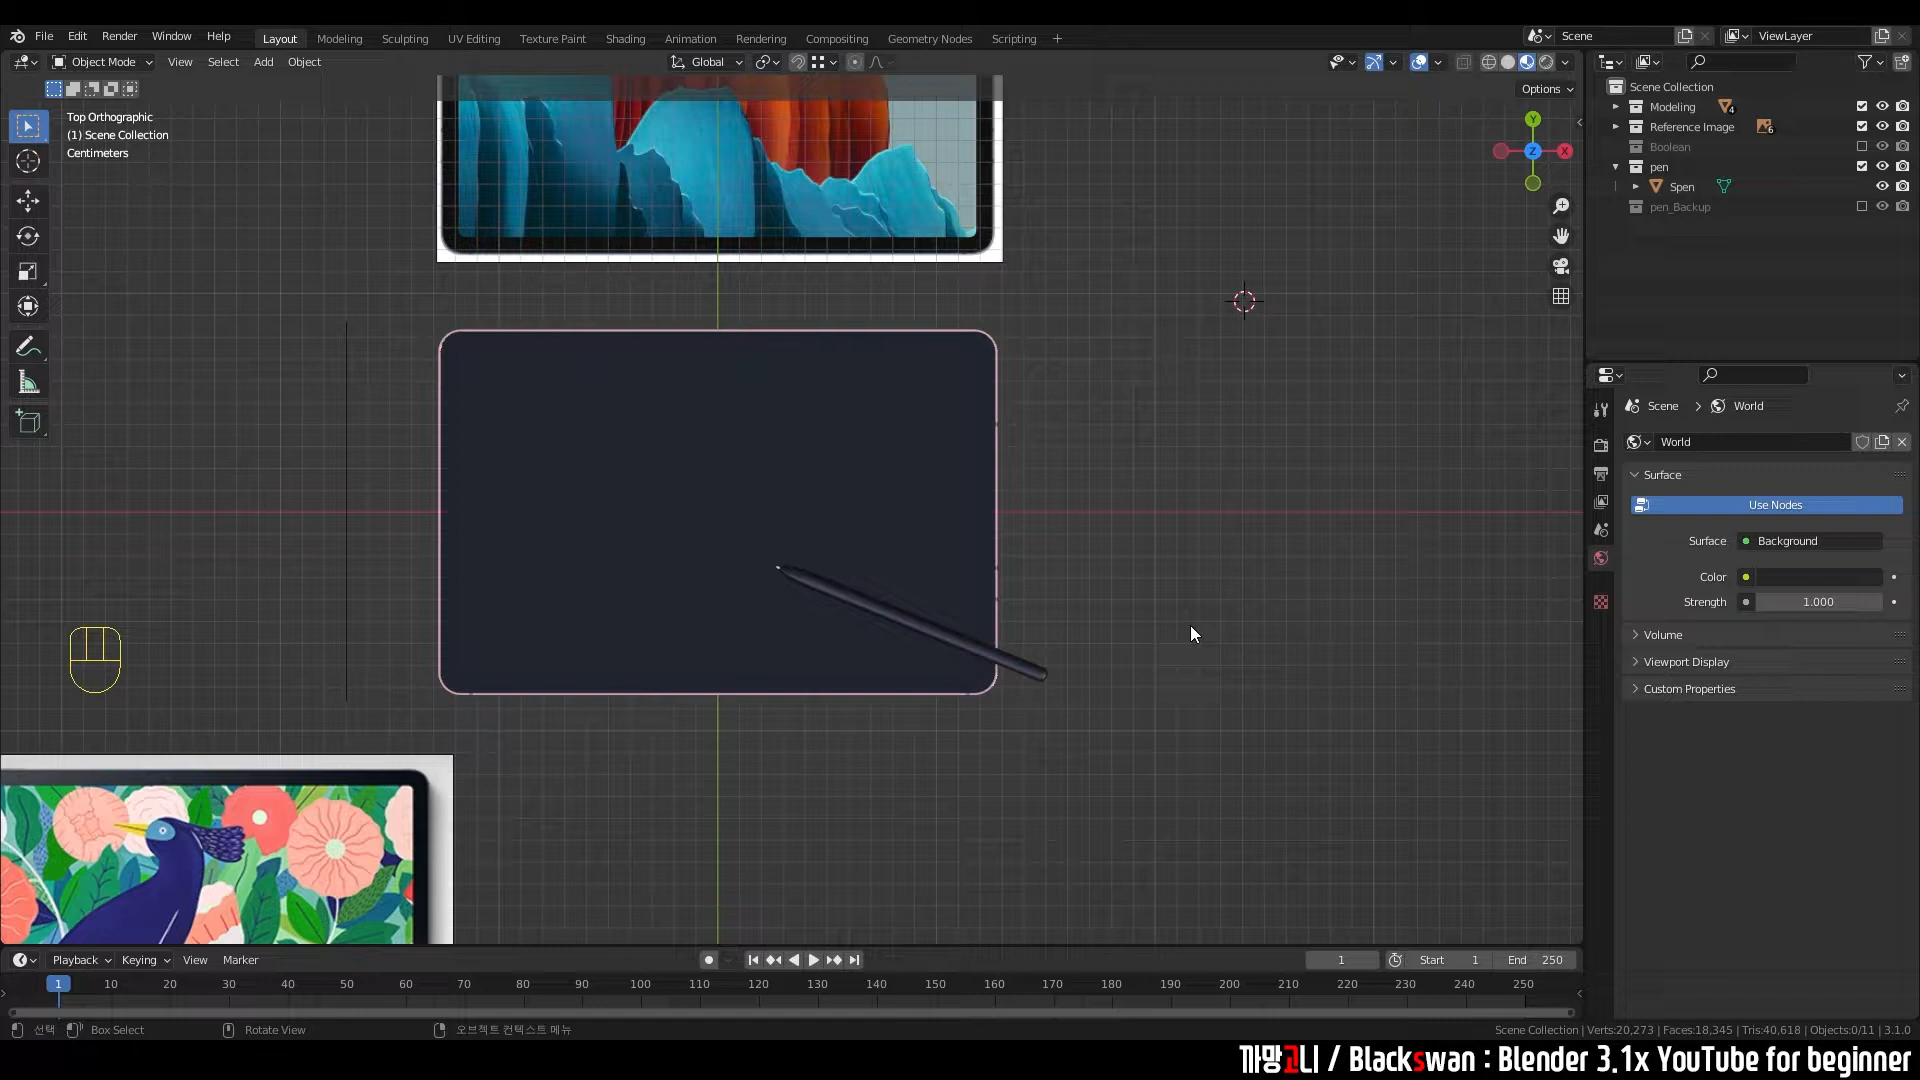 File Edit Render Window Help Layout Modeling Sculpting UV Editing Texture Paint Shading Animation Rendering Compositing Geometry Nodes Scripting Scene ViewLayer
Object Mode View Select Add Object Global
Options
Top Orthographic
(1) Scene Collection
Centimeters
Y
Z X
Scene Collection
Modeling 4
Reference Image 6
Boolean
pen
Spen
pen_Backup
Scene World
World
Surface
Use Nodes
Surface Background
Color
Strength 1.000
Volume
Viewport Display
Custom Properties
Playback Keying View Marker 1 Start 1 End 250
1 10 20 30 40 50 60 70 80 90 100 110 120 130 140 150 160 170 180 190 200 210 220 230 240 250
선택 Box Select Rotate View 오브젝트 컨텍스트 메뉴 Scene Collection | Verts:20,273 | Faces:18,345 | Tris:40,618 | Objects:0/11 | 3.1.0
까망고니 / Blackswan : Blender 3.1x YouTube for beginner